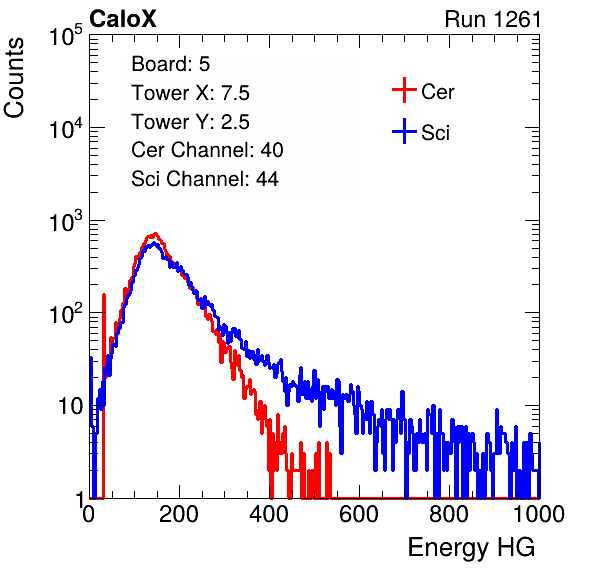 CaloX Run 1261
Counts
Board: 5
Tower X: 7.5
Tower Y: 2.5
Cer Channel: 40
Sci Channel: 44
Cer
Sci
10^5
10^4
10^3
10^2
10
1
0 200 400 600 800 1000
Energy HG